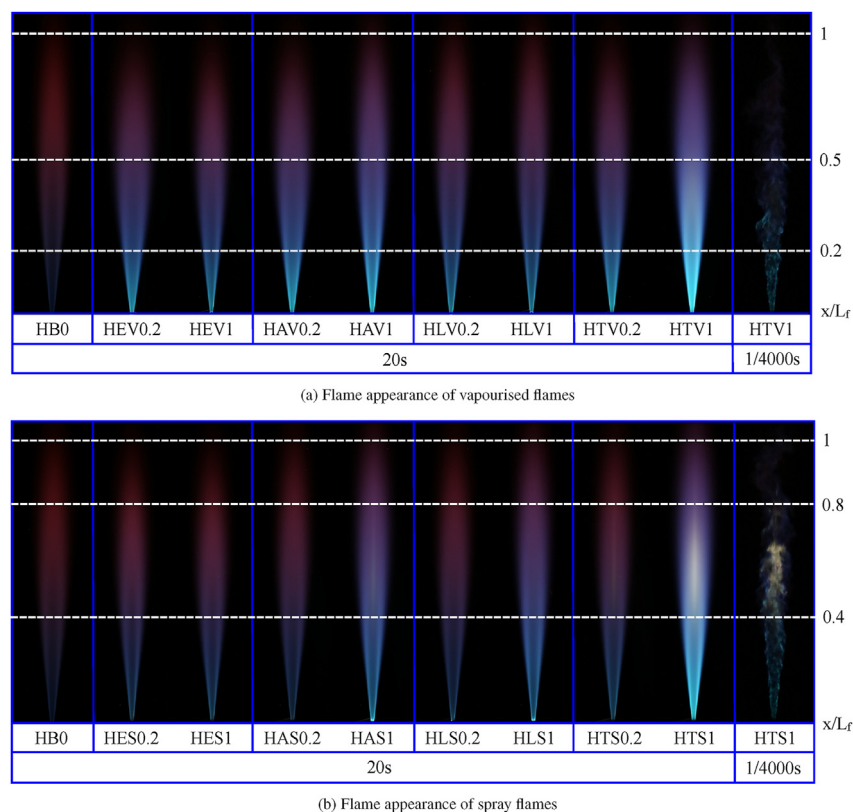 1
0.5
0.2
x/Lf
HB0 HEV0.2 HEV1 HAV0.2 HAV1 HLV0.2 HLV1 HTV0.2 HTV1 HTV1
20s 1/4000s
(a) Flame appearance of vapourised flames
1
0.8
0.4
x/Lf
HB0 HES0.2 HES1 HAS0.2 HAS1 HLS0.2 HLS1 HTS0.2 HTS1 HTS1
20s 1/4000s
(b) Flame appearance of spray flames